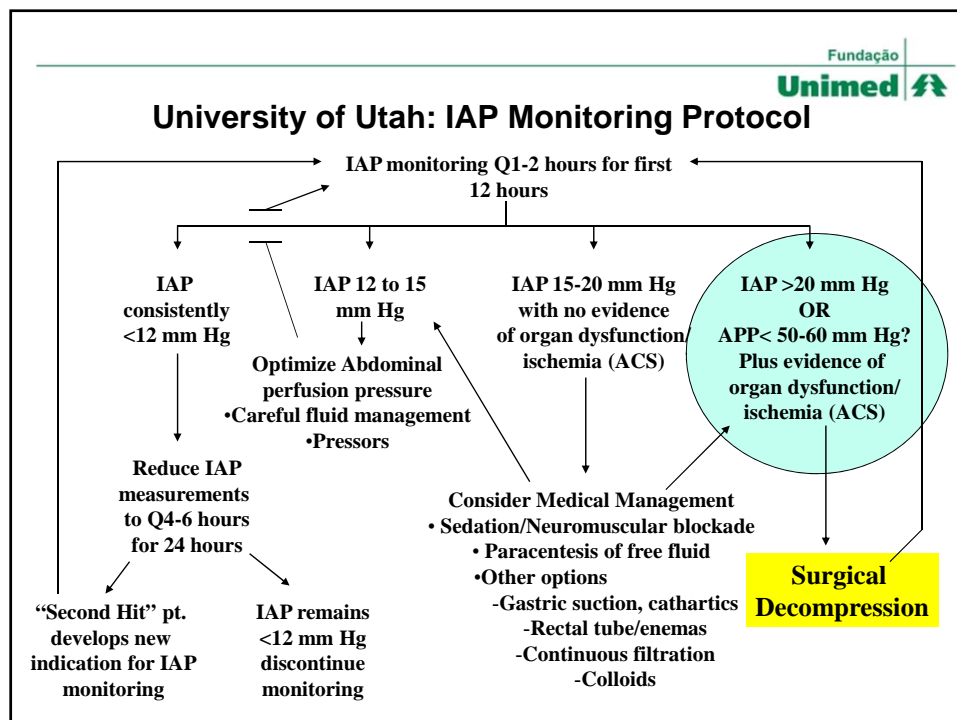 Fundação
Unimed
University of Utah: IAP Monitoring Protocol
IAP monitoring Q1-2 hours for first
12 hours
IAP
consistently
<12 mm Hg
IAP 12 to 15
mm Hg
IAP 15-20 mm Hg
with no evidence
of organ dysfunction/
ischemia (ACS)
IAP >20 mm Hg
OR
APP< 50-60 mm Hg?
Plus evidence of
organ dysfunction/
ischemia (ACS)
Optimize Abdominal
perfusion pressure
•Careful fluid management
•Pressors
Reduce IAP
measurements
to Q4-6 hours
for 24 hours
Consider Medical Management
• Sedation/Neuromuscular blockade
• Paracentesis of free fluid
•Other options
-Gastric suction, cathartics
-Rectal tube/enemas
-Continuous filtration
-Colloids
Surgical
Decompression
“Second Hit” pt.
develops new
indication for IAP
monitoring
IAP remains
<12 mm Hg
discontinue
monitoring